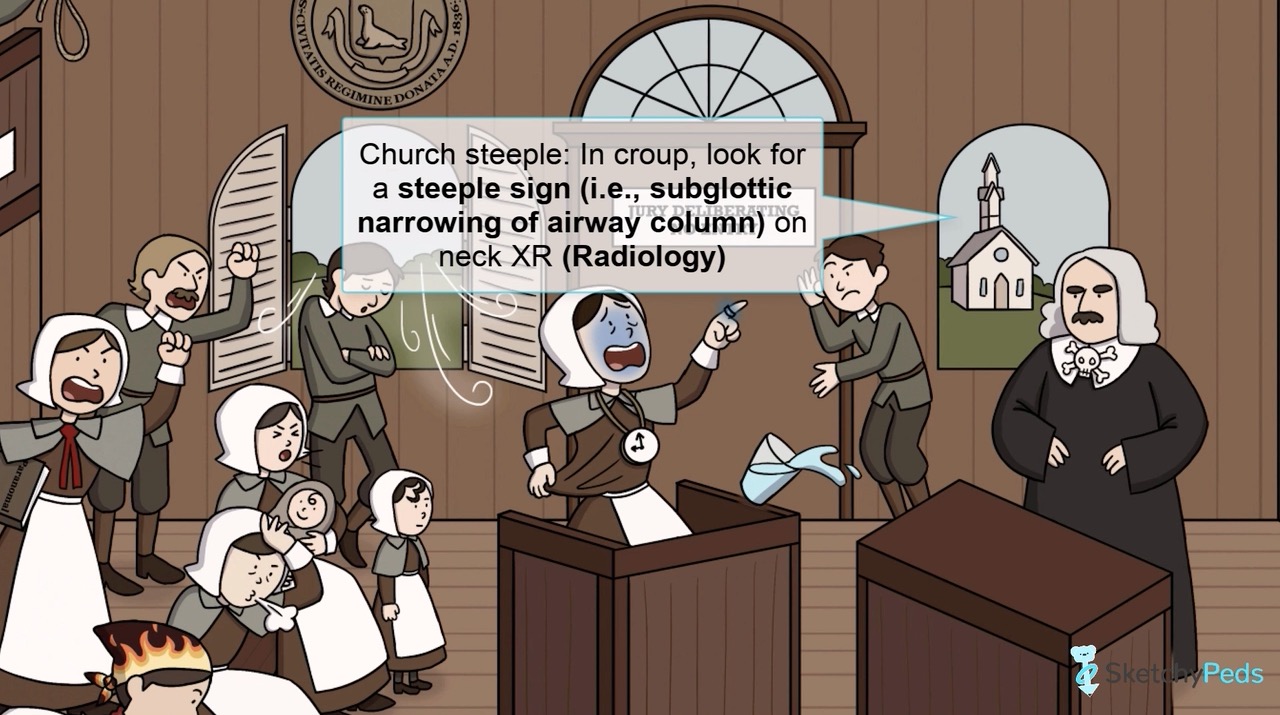 S·CIVITATIS REGIMINE DONATA A.D. 1836·
Church steeple: In croup, look for
a steeple sign (i.e., subglottic
narrowing of airway column) on
neck XR (Radiology)
JURY DELIBERATING
Paranormal
SketchyPeds